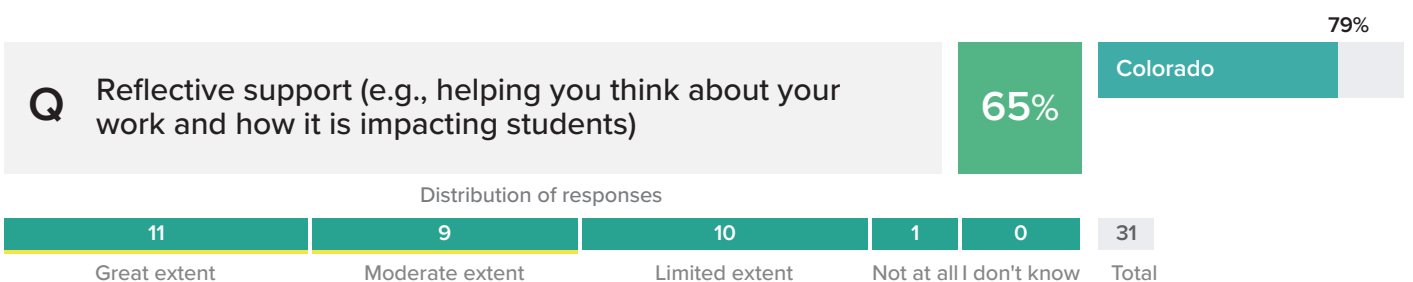 79%
Q
Reflective support (e.g., helping you think about your
work and how it is impacting students)
65%
Colorado
Distribution of responses
11
9
10
1
0
31
Great extent
Moderate extent
Limited extent
Not at all
I don't know
Total